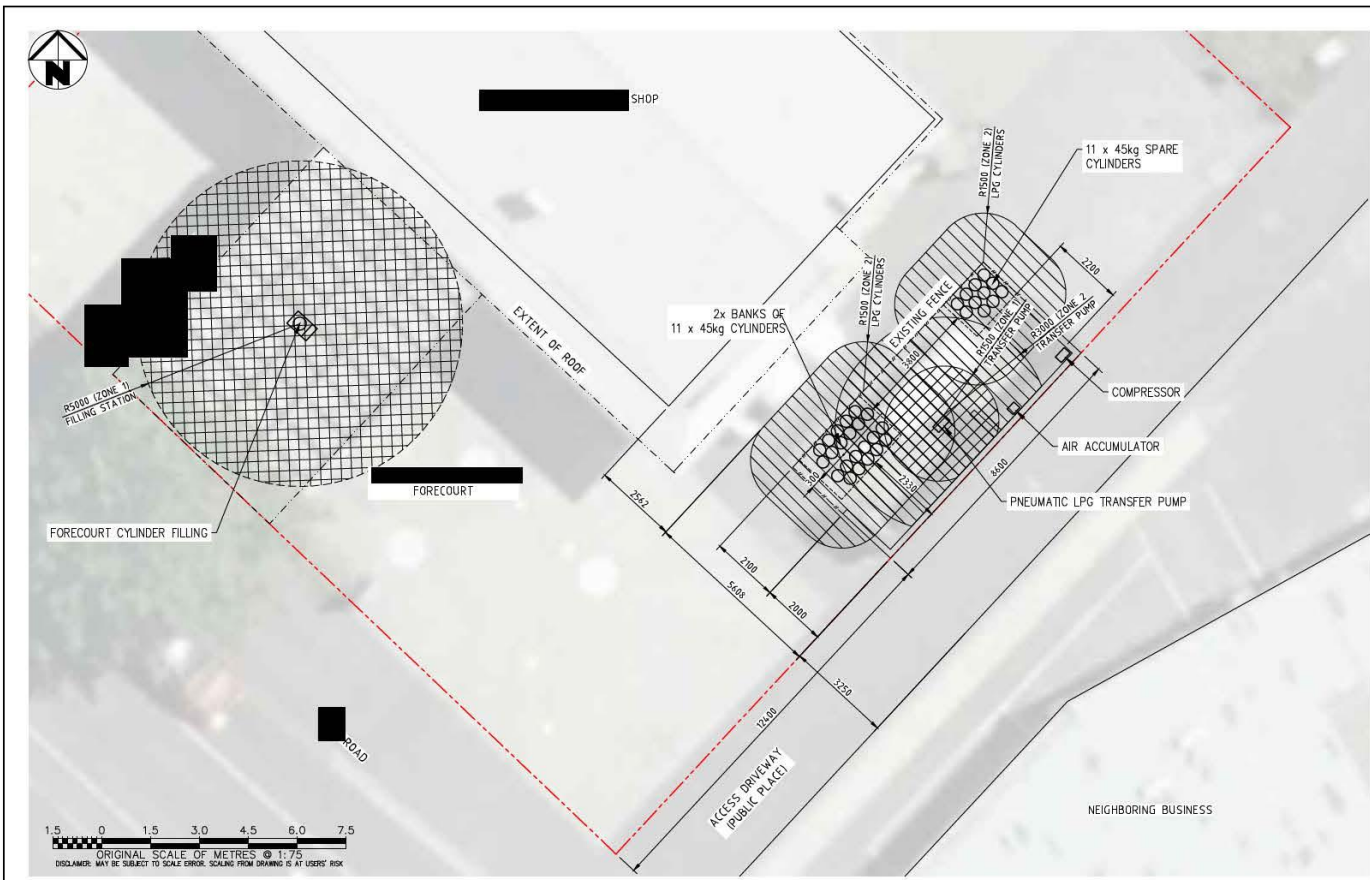 N
SHOP
R1500 (ZONE 2)
LPG CYLINDERS
11 x 45kg SPARE
CYLINDERS
R1500 (ZONE 2)
LPG CYLINDERS
2200
2x BANKS OF
11 x 45kg CYLINDERS
EXISTING FENCE
3800
R1500 (ZONE 1)
TRANSFER PUMP
R3000 (ZONE 2
TRANSFER PUMP
EXTENT OF ROOF
R5000 (ZONE 1)
FILLING STATION
COMPRESSOR
AIR ACCUMULATOR
8600
2330
PNEUMATIC LPG TRANSFER PUMP
FORECOURT
2562
FORECOURT CYLINDER FILLING
2100
5608
2000
3250
12400
ROAD
ACCESS DRIVEWAY
(PUBLIC PLACE)
NEIGHBORING BUSINESS
1.5 0 1.5 3.0 4.5 6.0 7.5
ORIGINAL SCALE OF METRES @ 1:75
DISCLAIMER: MAY BE SUBJECT TO SCALE ERROR. SCALING FROM DRAWING IS AT USERS' RISK